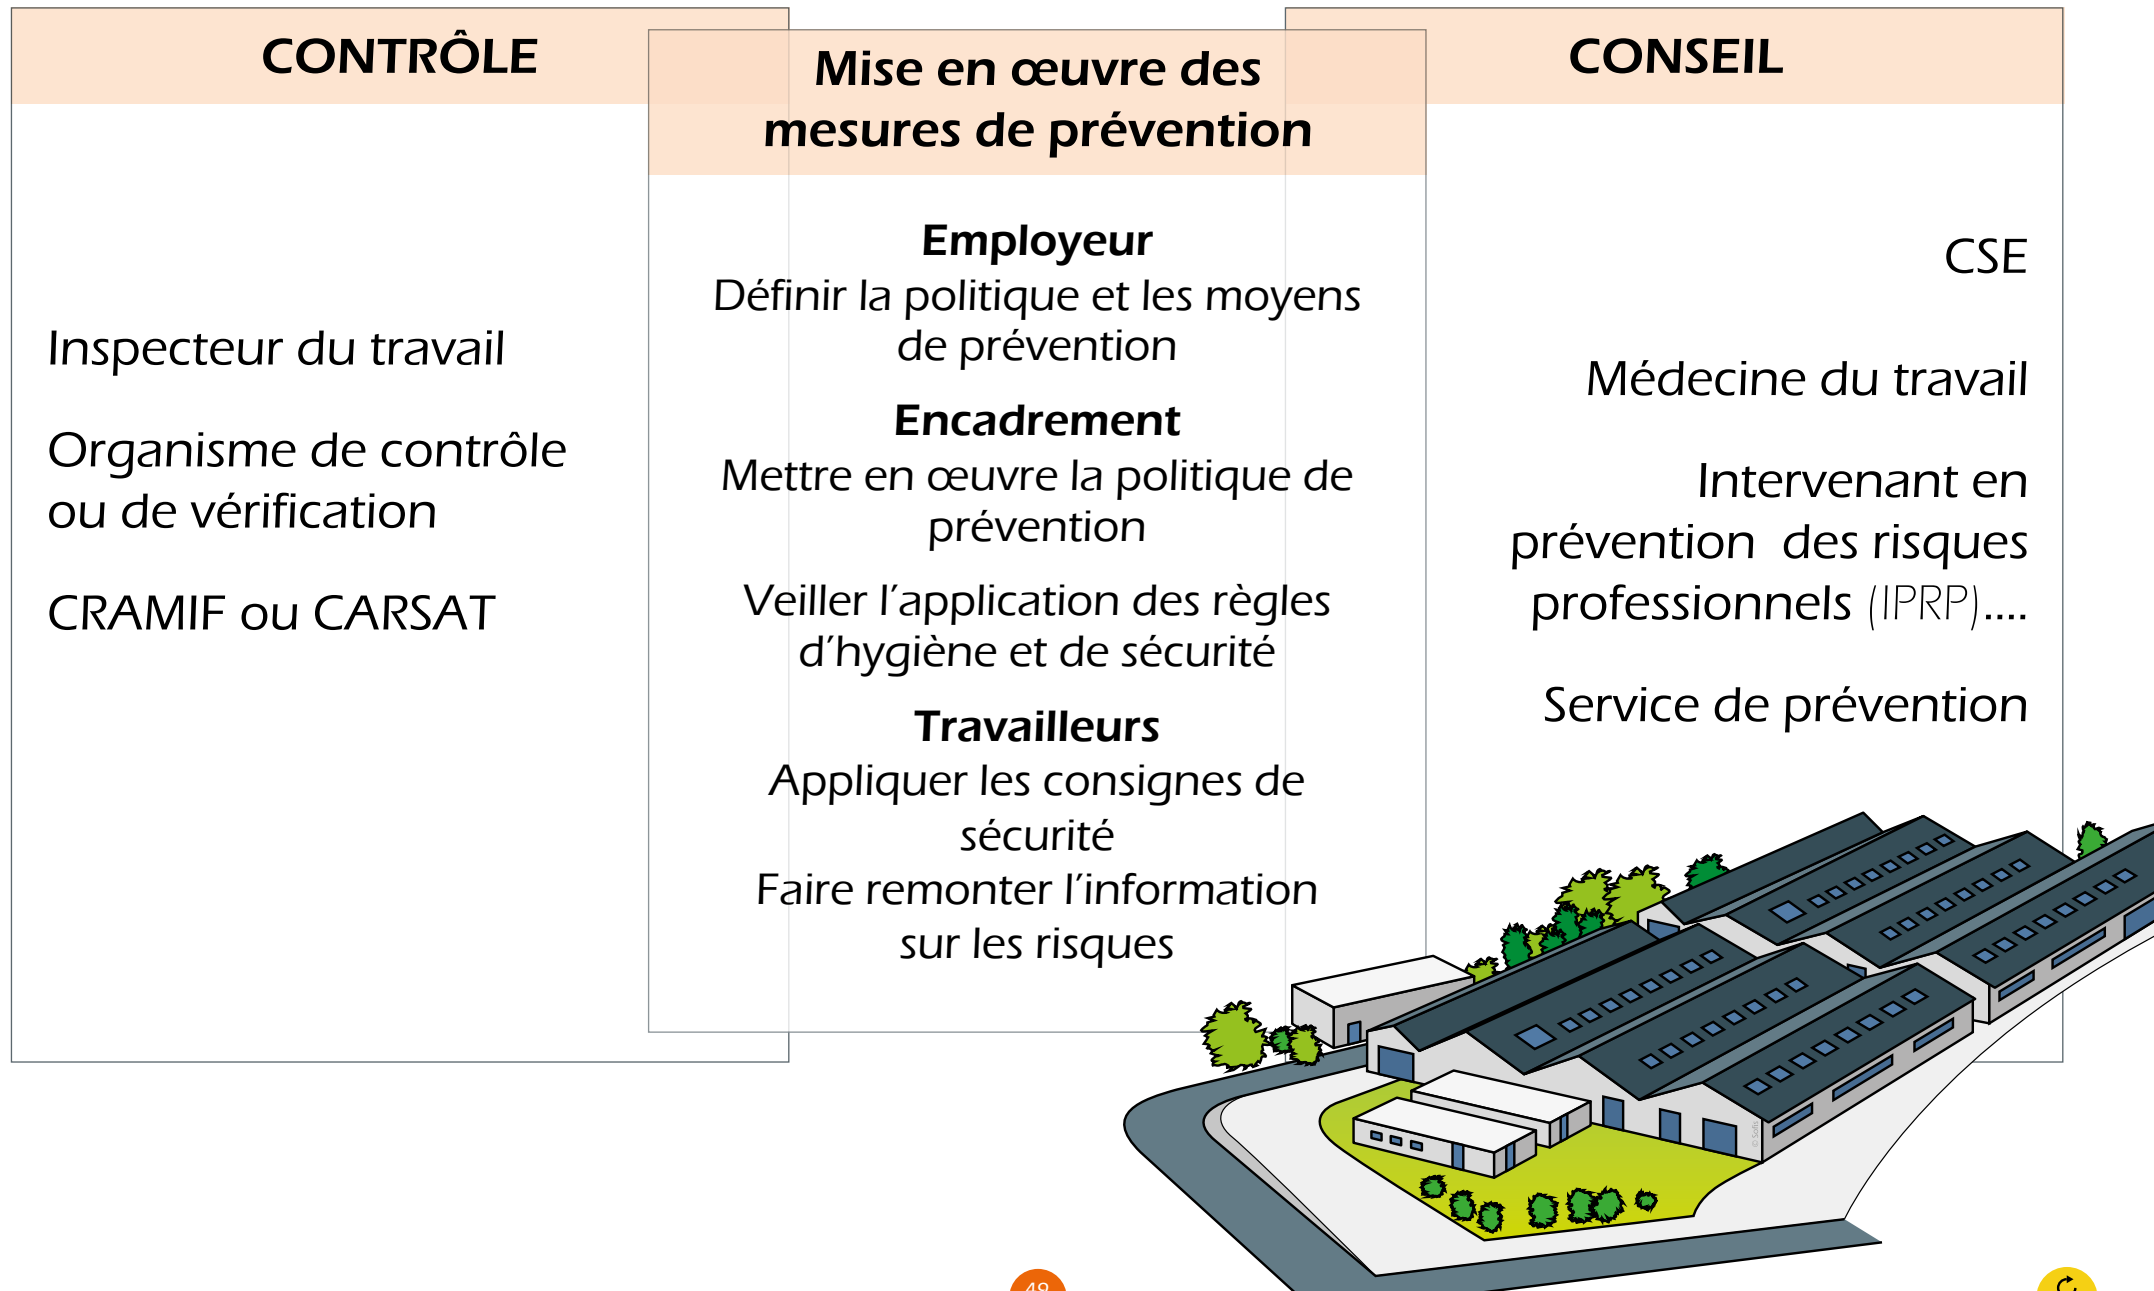 CONTRÔLE
Inspecteur du travail
Organisme de contrôle
ou de vérification
CRAMIF ou CARSAT
Mise en œuvre des
mesures de prévention
Employeur
Définir la politique et les moyens
de prévention
Encadrement
Mettre en œuvre la politique de
prévention
Veiller l’application des règles
d’hygiène et de sécurité
Travailleurs
Appliquer les consignes de
sécurité
Faire remonter l’information
sur les risques
CONSEIL
CSE
Médecine du travail
Intervenant en
prévention  des risques
professionnels (IPRP)....
Service de prévention
© Sofis
49